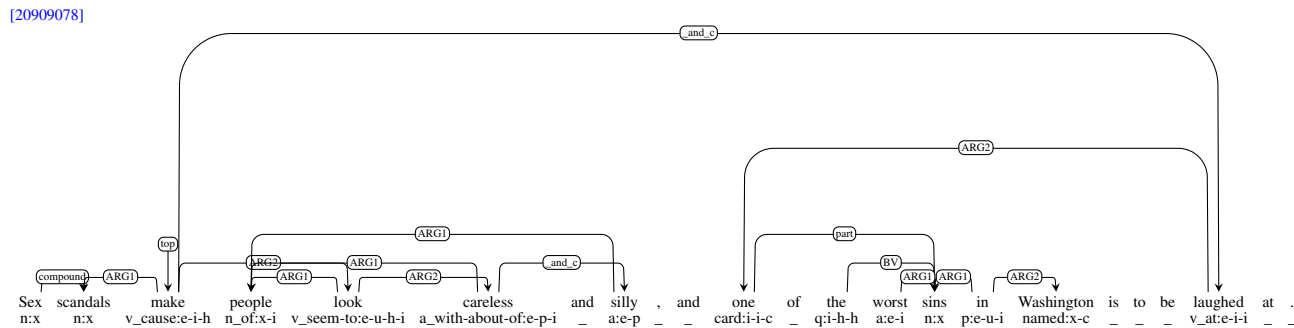 [20909078]
_and_c
ARG2
ARG1 part
top
ARG2 ARG1 _and_c BV
compound ARG1 ARG1 ARG2 ARG1 ARG1 ARG2
Sex scandals make people look careless and silly , and one of the worst sins in Washington is to be laughed at .
n:x n:x v_cause:e-i-h n_of:x-i v_seem-to:e-u-h-i a_with-about-of:e-p-i _ a:e-p _ _ card:i-i-c _ q:i-h-h a:e-i n:x p:e-u-i named:x-c _ _ _ v_at:e-i-i _ _